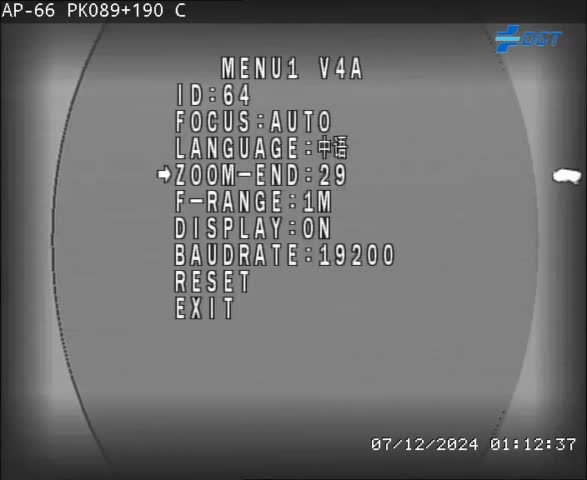 AP-66 PK089+190 C
DGT
MENU1 V4A
ID:64
FOCUS:AUTO
LANGUAGE:中语
ZOOM-END:29
F-RANGE:1M
DISPLAY:ON
BAUDRATE:19200
RESET
EXIT
07/12/2024 01:12:37